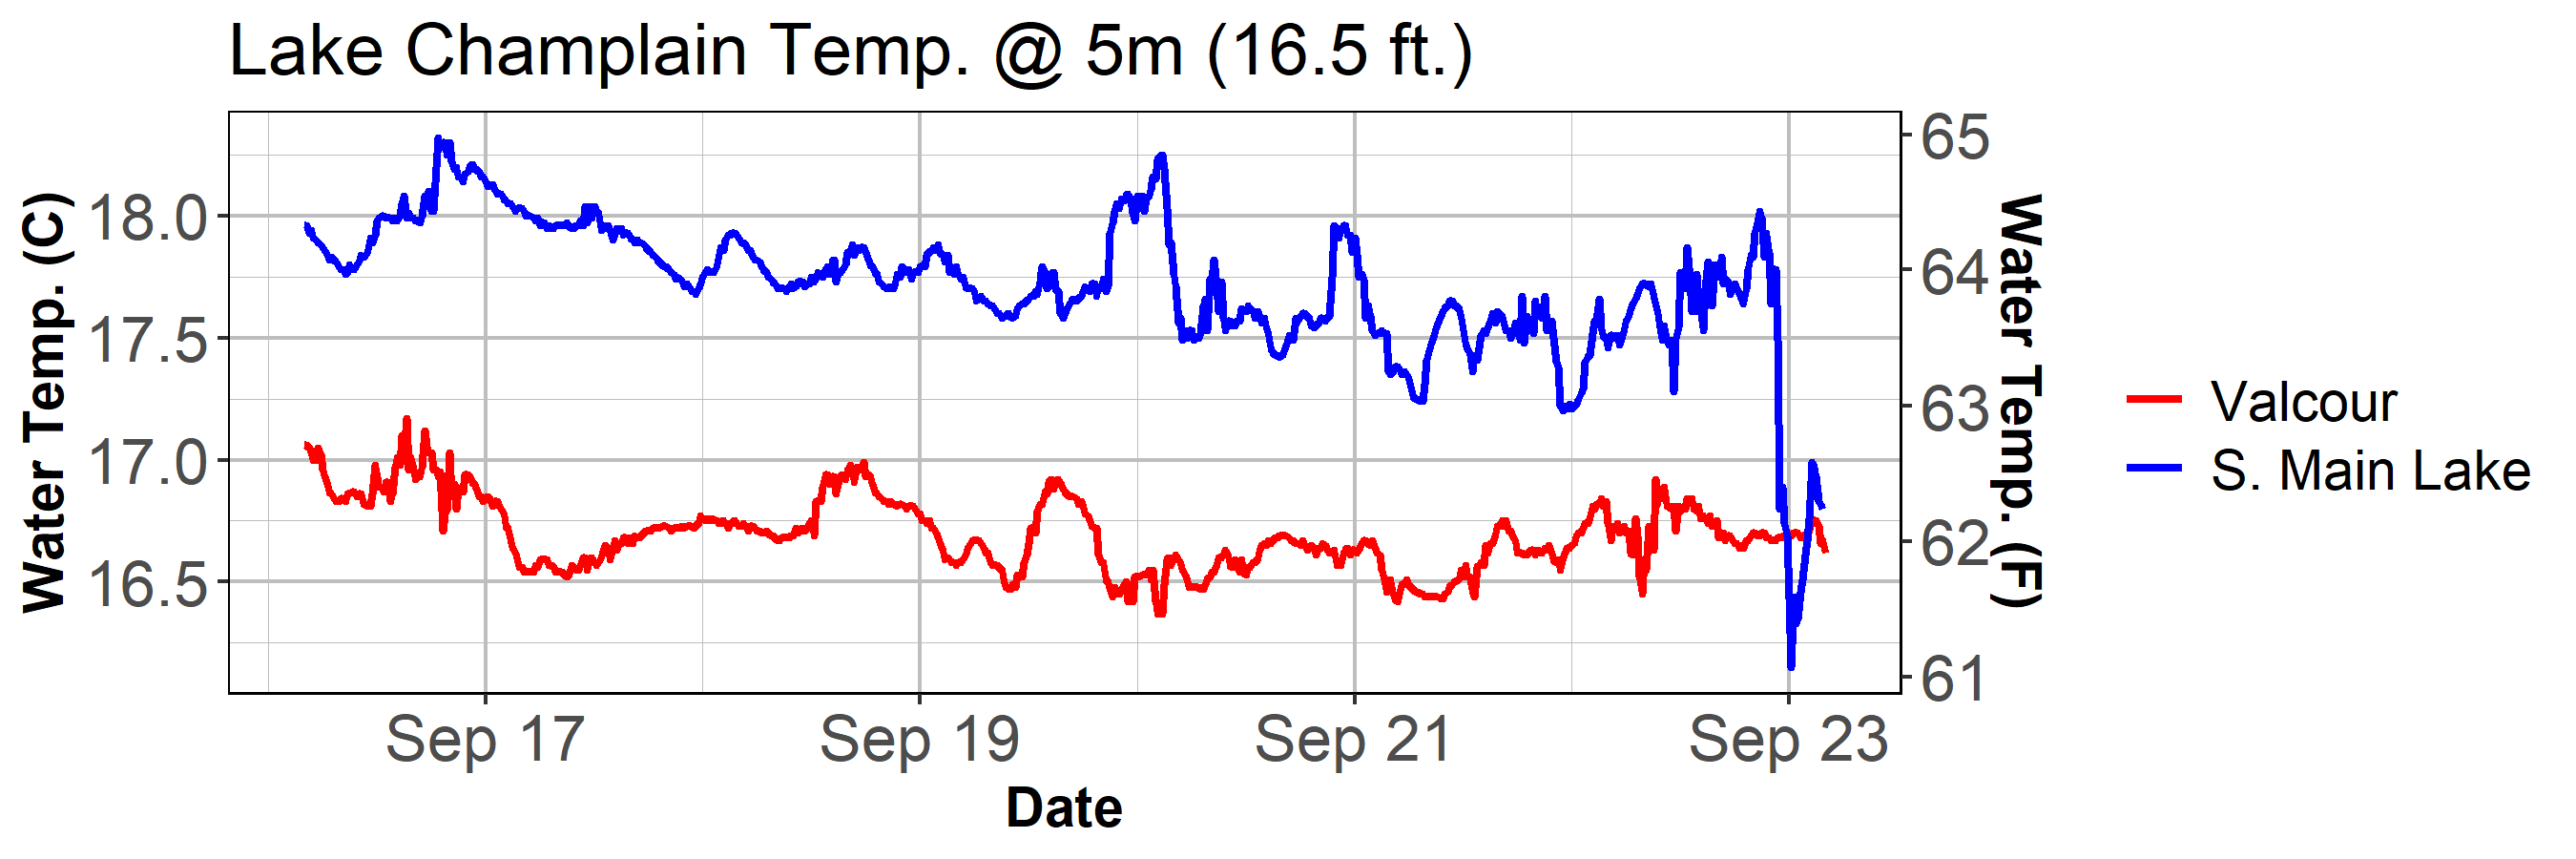 Lake Champlain Temp. @ 5m (16.5 ft.)
Water Temp. (C)
18.0
17.5
17.0
16.5
65
64
63
62
61
Water Temp. (F)
Sep 17 Sep 19 Sep 21 Sep 23
Date
Valcour
S. Main Lake